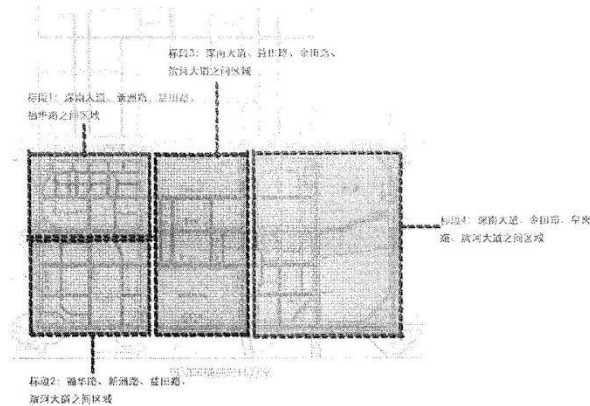 标段3：深南大道、益田路、金田路、
滨河大道之间区域
标段1：深南大道、新洲路、益田路、
福华路之间区域
标段4：深南大道、金田路、皇岗
路、滨河大道之间区域
标段2：福华路、新洲路、益田路、
滨河大道之间区域